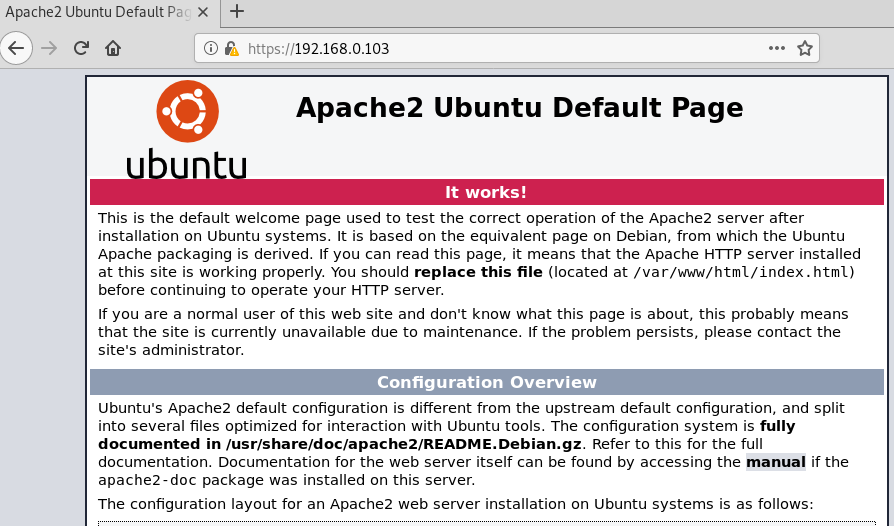 Apache2 Ubuntu Default Pag
https://192.168.0.103
ubuntu
Apache2 Ubuntu Default Page
It works!
This is the default welcome page used to test the correct operation of the Apache2 server after
installation on Ubuntu systems. It is based on the equivalent page on Debian, from which the Ubuntu
Apache packaging is derived. If you can read this page, it means that the Apache HTTP server installed
at this site is working properly. You should replace this file (located at /var/www/html/index.html)
before continuing to operate your HTTP server.
If you are a normal user of this web site and don't know what this page is about, this probably means
that the site is currently unavailable due to maintenance. If the problem persists, please contact the
site's administrator.
Configuration Overview
Ubuntu's Apache2 default configuration is different from the upstream default configuration, and split
into several files optimized for interaction with Ubuntu tools. The configuration system is fully
documented in /usr/share/doc/apache2/README.Debian.gz. Refer to this for the full
documentation. Documentation for the web server itself can be found by accessing the manual if the
apache2-doc package was installed on this server.
The configuration layout for an Apache2 web server installation on Ubuntu systems is as follows: